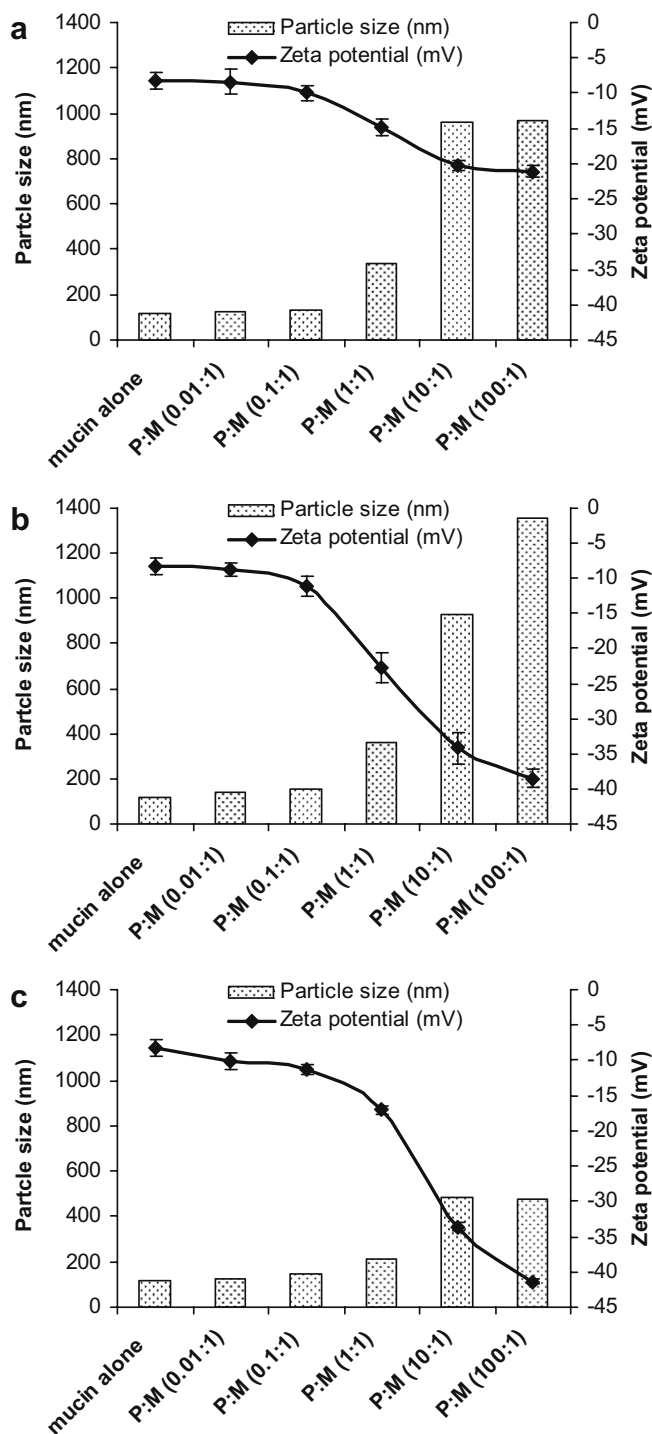 a
Particle size (nm)
Zeta potential (mV)
1400
1200
1000
800
600
400
200
0
Partcle size (nm)
0
-5
-10
-15
-20
-25
-30
-35
-40
-45
Zeta potential (mV)
mucin alone
P:M (0.01:1)
P:M (0.1:1)
P:M (1:1)
P:M (10:1)
P:M (100:1)
b
Particle size (nm)
Zeta potential (mV)
1400
1200
1000
800
600
400
200
0
Partcle size (nm)
0
-5
-10
-15
-20
-25
-30
-35
-40
-45
Zeta potential (mV)
mucin alone
P:M (0.01:1)
P:M (0.1:1)
P:M (1:1)
P:M (10:1)
P:M (100:1)
c
Particle size (nm)
Zeta potential (mV)
1400
1200
1000
800
600
400
200
0
Partcle size (nm)
0
-5
-10
-15
-20
-25
-30
-35
-40
-45
Zeta potential (mV)
mucin alone
P:M (0.01:1)
P:M (0.1:1)
P:M (1:1)
P:M (10:1)
P:M (100:1)